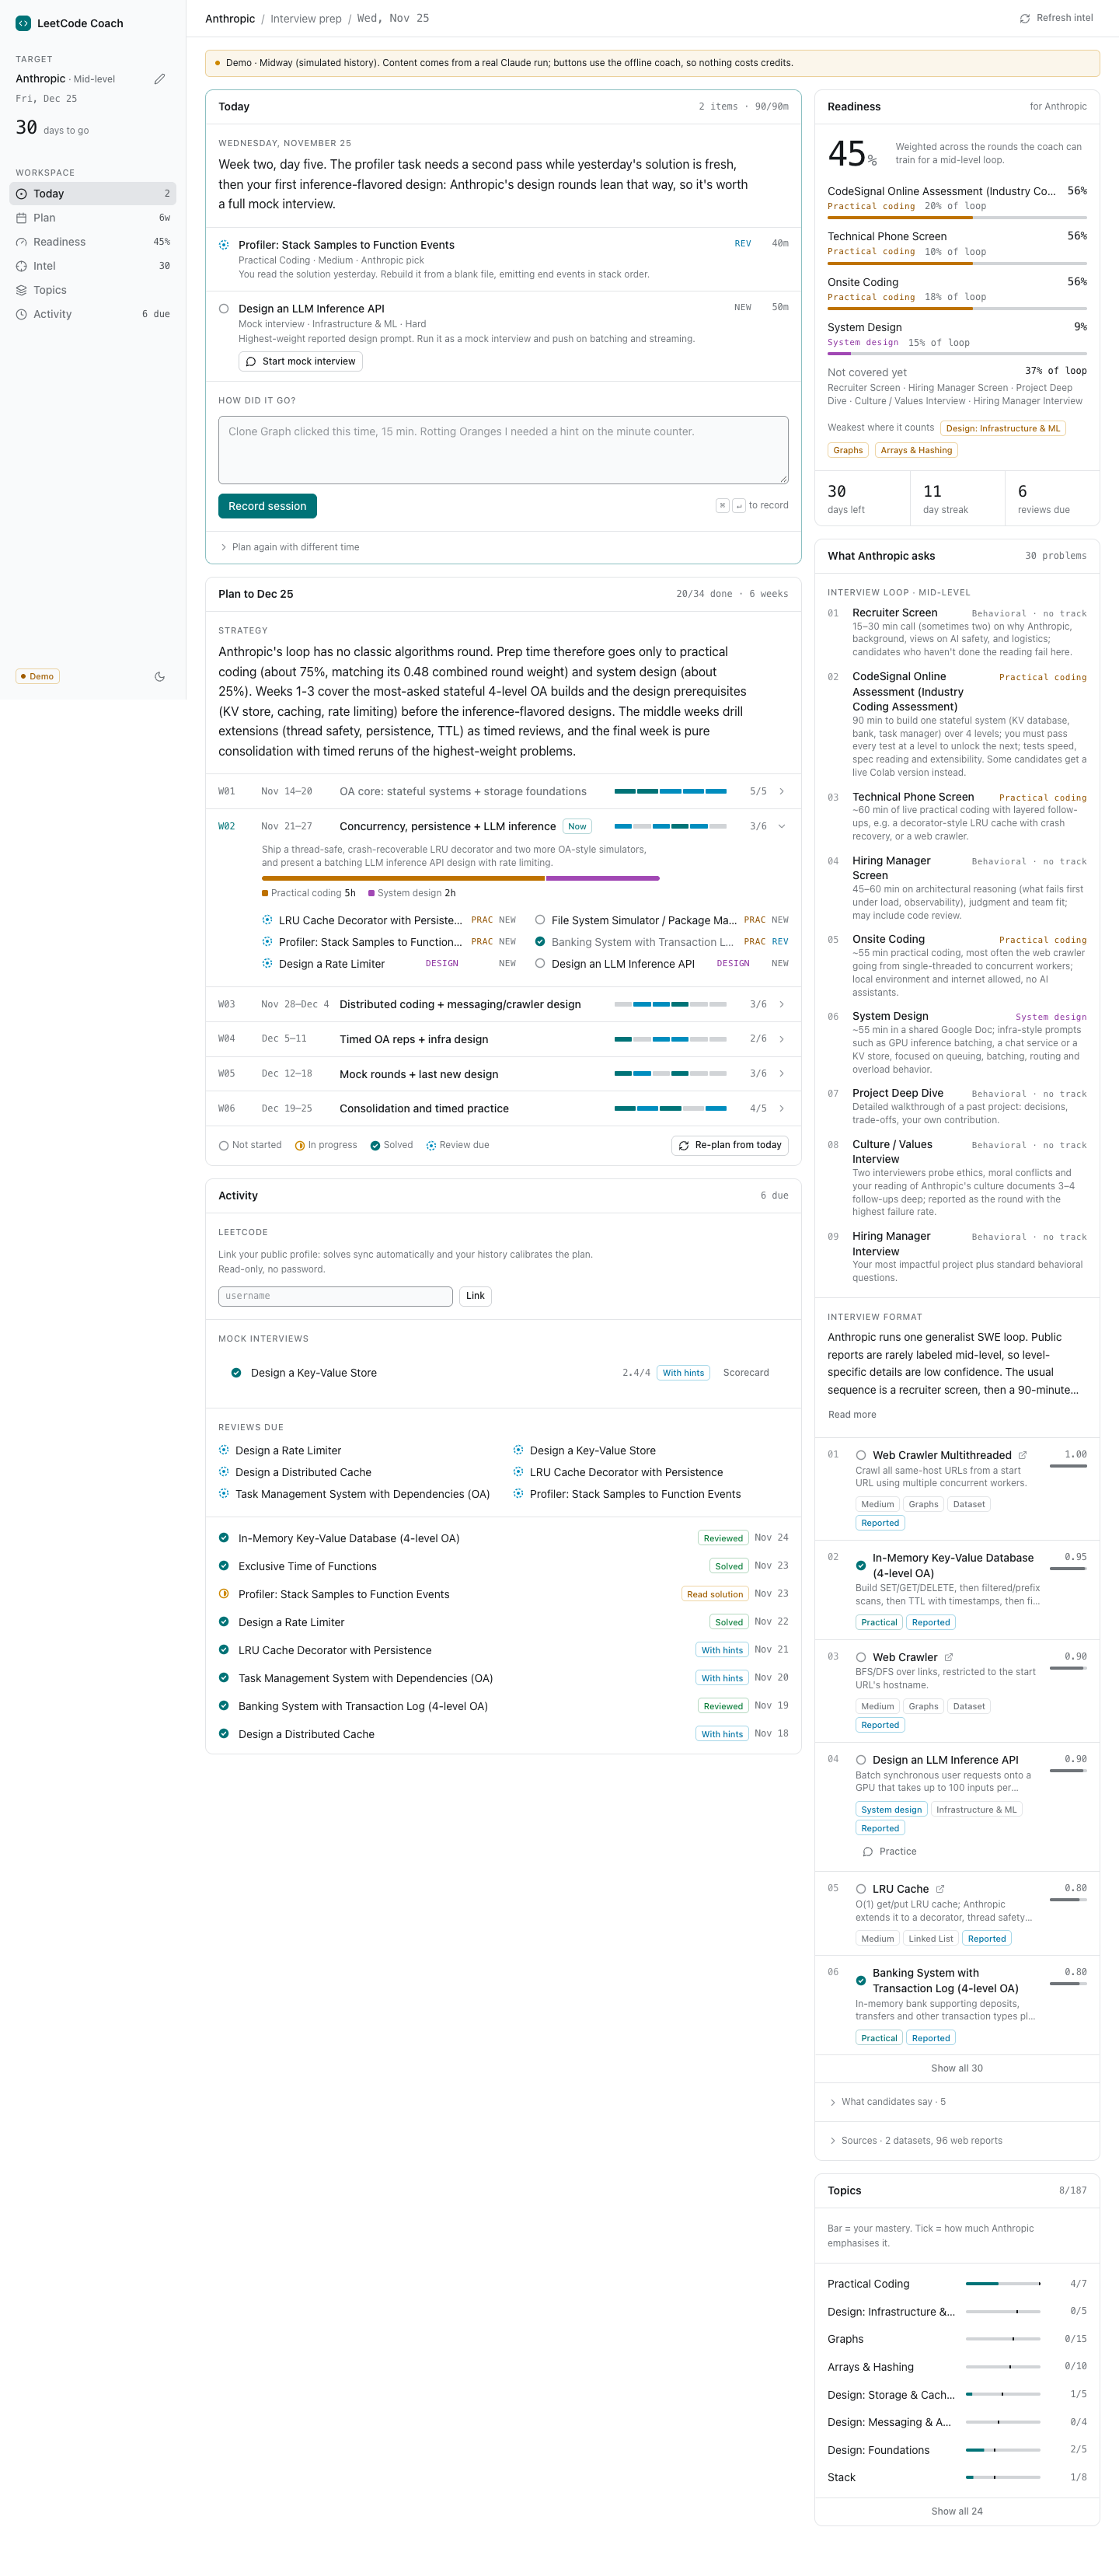 LeetCode Coach
TARGET
Anthropic · Mid-level
Fri, Dec 25
30 days to go
WORKSPACE
Today 2
Plan 6w
Readiness 45%
Intel 30
Topics
Activity 6 due
Demo
Anthropic / Interview prep / Wed, Nov 25
Refresh intel
Demo · Midway (simulated history). Content comes from a real Claude run; buttons use the offline coach, so nothing costs credits.
Today 2 items · 90/90m
WEDNESDAY, NOVEMBER 25
Week two, day five. The profiler task needs a second pass while yesterday's solution is fresh,
then your first inference-flavored design: Anthropic's design rounds lean that way, so it's worth
a full mock interview.
Profiler: Stack Samples to Function Events REV 40m
Practical Coding · Medium · Anthropic pick
You read the solution yesterday. Rebuild it from a blank file, emitting end events in stack order.
Design an LLM Inference API NEW 50m
Mock interview · Infrastructure & ML · Hard
Highest-weight reported design prompt. Run it as a mock interview and push on batching and streaming.
Start mock interview
HOW DID IT GO?
Clone Graph clicked this time, 15 min. Rotting Oranges I needed a hint on the minute counter.
Record session ⌘ ↵ to record
Plan again with different time
Plan to Dec 25 20/34 done · 6 weeks
STRATEGY
Anthropic's loop has no classic algorithms round. Prep time therefore goes only to practical
coding (about 75%, matching its 0.48 combined round weight) and system design (about
25%). Weeks 1-3 cover the most-asked stateful 4-level OA builds and the design prerequisites
(KV store, caching, rate limiting) before the inference-flavored designs. The middle weeks drill
extensions (thread safety, persistence, TTL) as timed reviews, and the final week is pure
consolidation with timed reruns of the highest-weight problems.
W01 Nov 14–20 OA core: stateful systems + storage foundations 5/5
W02 Nov 21–27 Concurrency, persistence + LLM inference Now 3/6
Ship a thread-safe, crash-recoverable LRU decorator and two more OA-style simulators,
and present a batching LLM inference API design with rate limiting.
Practical coding 5h System design 2h
LRU Cache Decorator with Persiste... PRAC NEW
File System Simulator / Package Ma... PRAC NEW
Profiler: Stack Samples to Function... PRAC NEW
Banking System with Transaction L... PRAC REV
Design a Rate Limiter DESIGN NEW
Design an LLM Inference API DESIGN NEW
W03 Nov 28–Dec 4 Distributed coding + messaging/crawler design 3/6
W04 Dec 5–11 Timed OA reps + infra design 2/6
W05 Dec 12–18 Mock rounds + last new design 3/6
W06 Dec 19–25 Consolidation and timed practice 4/5
Not started In progress Solved Review due Re-plan from today
Activity 6 due
LEETCODE
Link your public profile: solves sync automatically and your history calibrates the plan.
Read-only, no password.
username Link
MOCK INTERVIEWS
Design a Key-Value Store 2.4/4 With hints Scorecard
REVIEWS DUE
Design a Rate Limiter
Design a Key-Value Store
Design a Distributed Cache
LRU Cache Decorator with Persistence
Task Management System with Dependencies (OA)
Profiler: Stack Samples to Function Events
In-Memory Key-Value Database (4-level OA) Reviewed Nov 24
Exclusive Time of Functions Solved Nov 23
Profiler: Stack Samples to Function Events Read solution Nov 23
Design a Rate Limiter Solved Nov 22
LRU Cache Decorator with Persistence With hints Nov 21
Task Management System with Dependencies (OA) With hints Nov 20
Banking System with Transaction Log (4-level OA) Reviewed Nov 19
Design a Distributed Cache With hints Nov 18
Readiness for Anthropic
45% Weighted across the rounds the coach can
train for a mid-level loop.
CodeSignal Online Assessment (Industry Co... 56%
Practical coding 20% of loop
Technical Phone Screen 56%
Practical coding 10% of loop
Onsite Coding 56%
Practical coding 18% of loop
System Design 9%
System design 15% of loop
Not covered yet 37% of loop
Recruiter Screen · Hiring Manager Screen · Project Deep
Dive · Culture / Values Interview · Hiring Manager Interview
Weakest where it counts Design: Infrastructure & ML
Graphs Arrays & Hashing
30 11 6
days left day streak reviews due
What Anthropic asks 30 problems
INTERVIEW LOOP · MID-LEVEL
01 Recruiter Screen Behavioral · no track
15–30 min call (sometimes two) on why Anthropic,
background, views on AI safety, and logistics;
candidates who haven't done the reading fail here.
02 CodeSignal Online Practical coding
Assessment (Industry
Coding Assessment)
90 min to build one stateful system (KV database,
bank, task manager) over 4 levels; you must pass
every test at a level to unlock the next; tests speed,
spec reading and extensibility. Some candidates get a
live Colab version instead.
03 Technical Phone Screen Practical coding
~60 min of live practical coding with layered follow-
ups, e.g. a decorator-style LRU cache with crash
recovery, or a web crawler.
04 Hiring Manager Behavioral · no track
Screen
45–60 min on architectural reasoning (what fails first
under load, observability), judgment and team fit;
may include code review.
05 Onsite Coding Practical coding
~55 min practical coding, most often the web crawler
going from single-threaded to concurrent workers;
local environment and internet allowed, no AI
assistants.
06 System Design System design
~55 min in a shared Google Doc; infra-style prompts
such as GPU inference batching, a chat service or a
KV store, focused on queuing, batching, routing and
overload behavior.
07 Project Deep Dive Behavioral · no track
Detailed walkthrough of a past project: decisions,
trade-offs, your own contribution.
08 Culture / Values Behavioral · no track
Interview
Two interviewers probe ethics, moral conflicts and
your reading of Anthropic's culture documents 3–4
follow-ups deep; reported as the round with the
highest failure rate.
09 Hiring Manager Behavioral · no track
Interview
Your most impactful project plus standard behavioral
questions.
INTERVIEW FORMAT
Anthropic runs one generalist SWE loop. Public
reports are rarely labeled mid-level, so level-
specific details are low confidence. The usual
sequence is a recruiter screen, then a 90-minute...
Read more
01 Web Crawler Multithreaded 1.00
Crawl all same-host URLs from a start
URL using multiple concurrent workers.
Medium Graphs Dataset
Reported
02 In-Memory Key-Value Database 0.95
(4-level OA)
Build SET/GET/DELETE, then filtered/prefix
scans, then TTL with timestamps, then fi...
Practical Reported
03 Web Crawler 0.90
BFS/DFS over links, restricted to the start
URL's hostname.
Medium Graphs Dataset
Reported
04 Design an LLM Inference API 0.90
Batch synchronous user requests onto a
GPU that takes up to 100 inputs per...
System design Infrastructure & ML
Reported
Practice
05 LRU Cache 0.80
O(1) get/put LRU cache; Anthropic
extends it to a decorator, thread safety...
Medium Linked List Reported
06 Banking System with 0.80
Transaction Log (4-level OA)
In-memory bank supporting deposits,
transfers and other transaction types pl...
Practical Reported
Show all 30
What candidates say · 5
Sources · 2 datasets, 96 web reports
Topics 8/187
Bar = your mastery. Tick = how much Anthropic
emphasises it.
Practical Coding 4/7
Design: Infrastructure &... 0/5
Graphs 0/15
Arrays & Hashing 0/10
Design: Storage & Cach... 1/5
Design: Messaging & A... 0/4
Design: Foundations 2/5
Stack 1/8
Show all 24